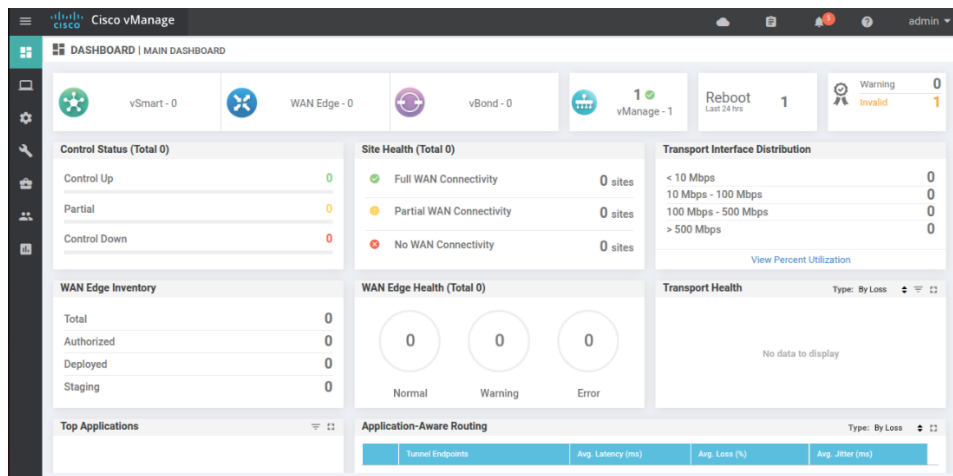 CISCO Cisco vManage 5 admin
DASHBOARD | MAIN DASHBOARD
vSmart - 0
WAN Edge - 0
vBond - 0
1
vManage - 1
Reboot
Last 24 hrs
1
Warning 0
Invalid 1
Control Status (Total 0)
Control Up 0
Partial 0
Control Down 0
Site Health (Total 0)
Full WAN Connectivity 0 sites
Partial WAN Connectivity 0 sites
No WAN Connectivity 0 sites
Transport Interface Distribution
< 10 Mbps 0
10 Mbps - 100 Mbps 0
100 Mbps - 500 Mbps 0
> 500 Mbps 0
View Percent Utilization
WAN Edge Inventory
Total 0
Authorized 0
Deployed 0
Staging 0
WAN Edge Health (Total 0)
0 0 0
Normal Warning Error
Transport Health Type: By Loss
No data to display
Top Applications
Application-Aware Routing Type: By Loss
Tunnel Endpoints Avg. Latency (ms) Avg. Loss (%) Avg. Jitter (ms)